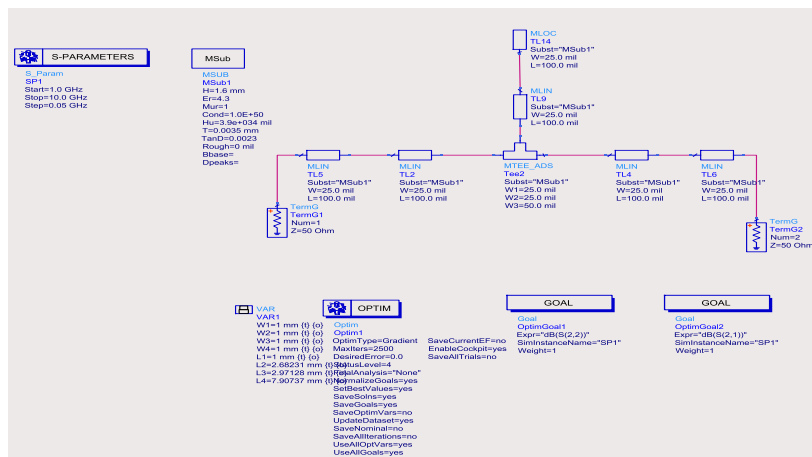 S-PARAMETERS
S_Param
SP1
Start=1.0 GHz
Stop=10.0 GHz
Step=0.05 GHz
MSub
MSUB
MSub1
H=1.6 mm
Er=4.3
Mur=1
Cond=1.0E+50
Hu=3.9e+034 mil
T=0.0035 mm
TanD=0.0023
Rough=0 mil
Bbase=
Dpeaks=
MLOC
TL14
Subst="MSub1"
W=25.0 mil
L=100.0 mil
MLIN
TL9
Subst="MSub1"
W=25.0 mil
L=100.0 mil
MLIN
TL5
Subst="MSub1"
W=25.0 mil
L=100.0 mil
MLIN
TL2
Subst="MSub1"
W=25.0 mil
L=100.0 mil
MTEE_ADS
Tee2
Subst="MSub1"
W1=25.0 mil
W2=25.0 mil
W3=50.0 mil
MLIN
TL4
Subst="MSub1"
W=25.0 mil
L=100.0 mil
MLIN
TL6
Subst="MSub1"
W=25.0 mil
L=100.0 mil
TermG
TermG1
Num=1
Z=50 Ohm
TermG
TermG2
Num=2
Z=50 Ohm
VAR
VAR1
W1=1 mm {t} {o}
W2=1 mm {t} {o}
W3=1 mm {t} {o}
W4=1 mm {t} {o}
L1=1 mm {t} {o}
L2=2.68231 mm {t} {o}
L3=2.97128 mm {t} {o}
L4=7.90737 mm {t} {o}
OPTIM
Optim
Optim1
OptimType=Gradient
MaxIters=2500
DesiredError=0.0
StatusLevel=4
FinalAnalysis="None"
NormalizeGoals=yes
SetBestValues=yes
SaveSolns=yes
SaveGoals=yes
SaveOptimVars=no
UpdateDataset=yes
SaveNominal=no
SaveAllIterations=no
UseAllOptVars=yes
UseAllGoals=yes
SaveCurrentEF=no
EnableCockpit=yes
SaveAllTrials=no
GOAL
Goal
OptimGoal1
Expr="dB(S(2,2))"
SimInstanceName="SP1"
Weight=1
GOAL
Goal
OptimGoal2
Expr="dB(S(2,1))"
SimInstanceName="SP1"
Weight=1